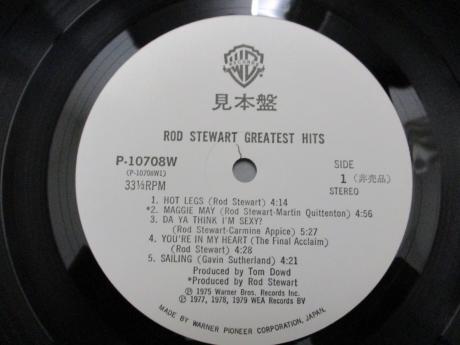 WB
見本盤
ROD STEWART GREATEST HITS
P-10708W
(P-10708W1)
33⅓RPM
SIDE
1 (非売品)
STEREO
1. HOT LEGS (Rod Stewart) 4:14
*2. MAGGIE MAY (Rod Stewart-Martin Quittenton) 4:56
3. DA YA THINK I'M SEXY?
(Rod Stewart-Carmine Appice) 5:27
4. YOU'RE IN MY HEART (The Final Acclaim)
(Rod Stewart) 4:28
5. SAILING (Gavin Sutherland) 4:21
Produced by Tom Dowd
*Produced by Rod Stewart
Ⓟ 1975 Warner Bros. Records Inc.
Ⓟ 1977, 1978, 1979 WEA Records BV
MADE BY WARNER PIONEER CORPORATION, JAPAN.